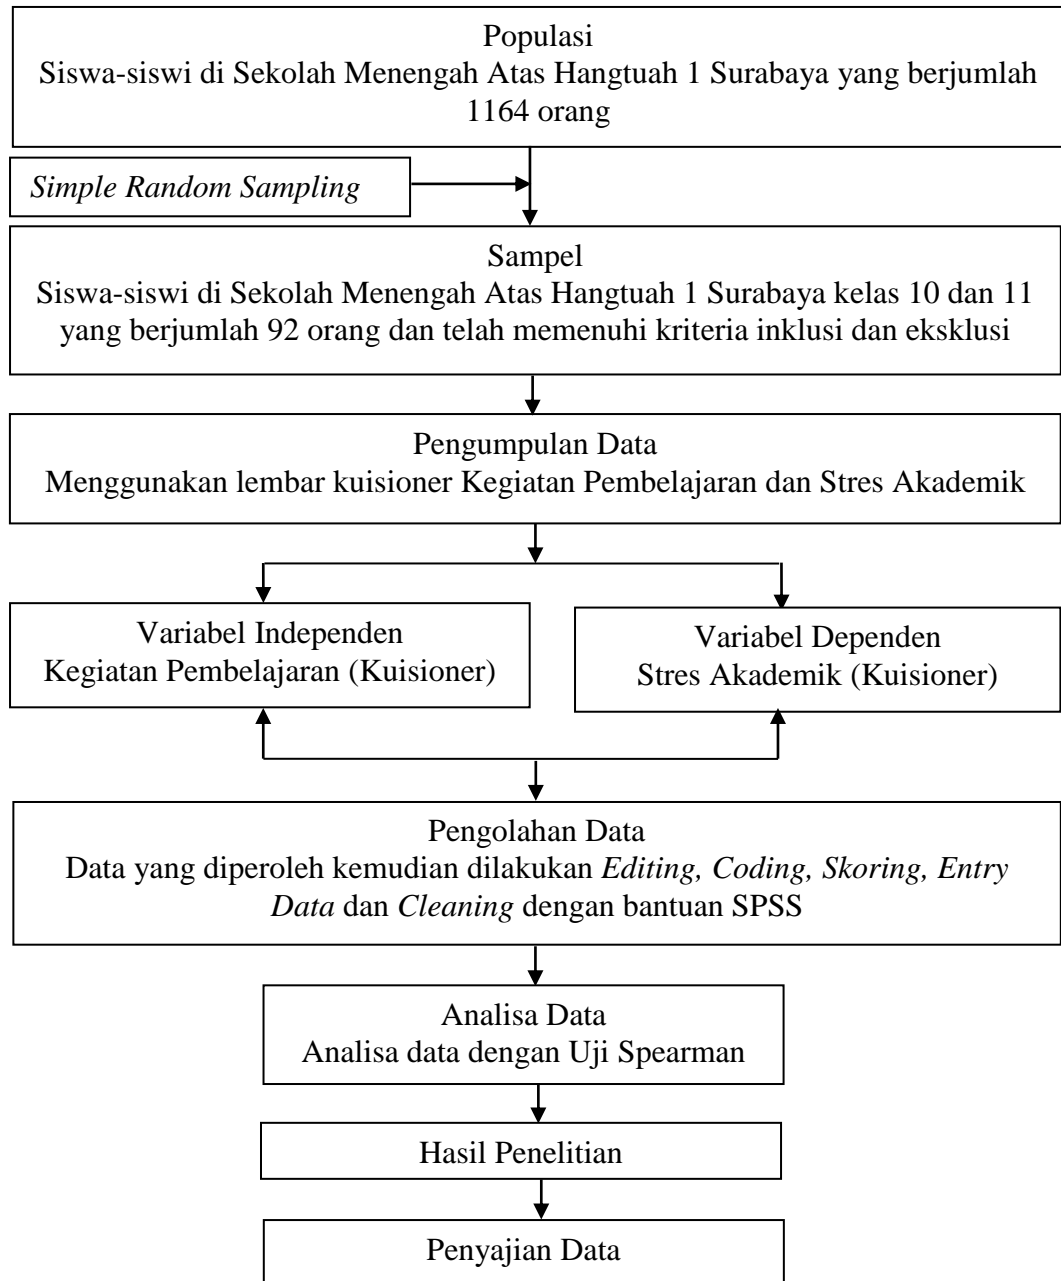 Populasi
Siswa-siswi di Sekolah Menengah Atas Hangtuah 1 Surabaya yang berjumlah
1164 orang
Simple Random Sampling
Sampel
Siswa-siswi di Sekolah Menengah Atas Hangtuah 1 Surabaya kelas 10 dan 11
yang berjumlah 92 orang dan telah memenuhi kriteria inklusi dan eksklusi
Pengumpulan Data
Menggunakan lembar kuisioner Kegiatan Pembelajaran dan Stres Akademik
Variabel Independen
Kegiatan Pembelajaran (Kuisioner)
Variabel Dependen
Stres Akademik (Kuisioner)
Pengolahan Data
Data yang diperoleh kemudian dilakukan Editing, Coding, Skoring, Entry
Data dan Cleaning dengan bantuan SPSS
Analisa Data
Analisa data dengan Uji Spearman
Hasil Penelitian
Penyajian Data